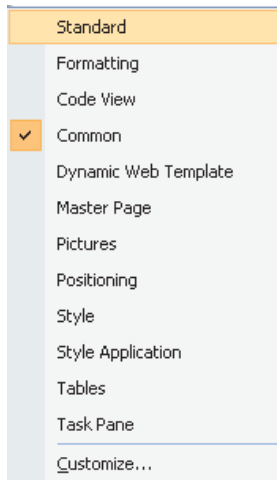 Standard
Formatting
Code View
Common
Dynamic Web Template
Master Page
Pictures
Positioning
Style
Style Application
Tables
Task Pane
Customize...